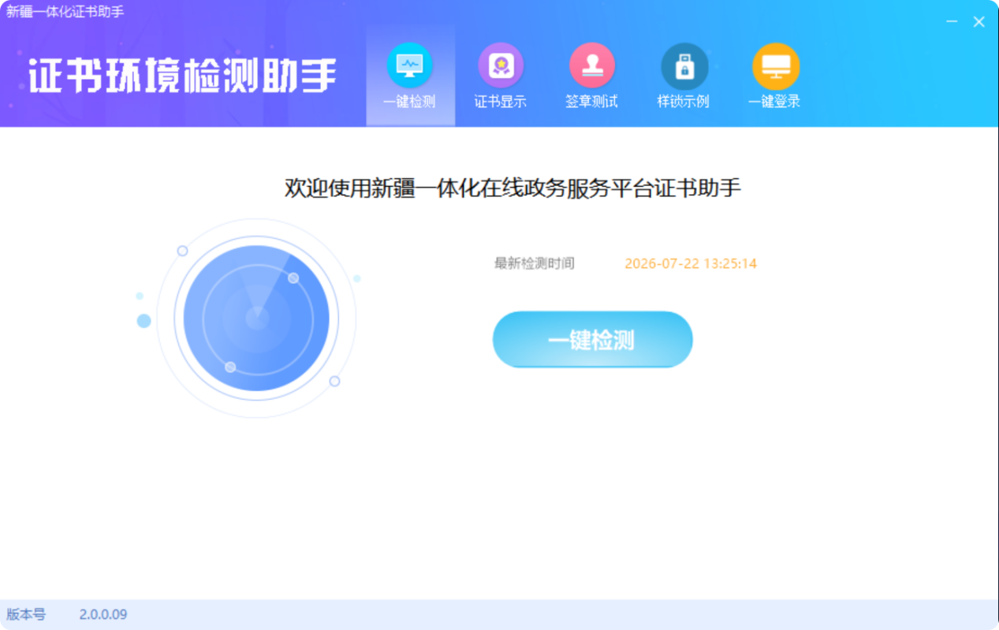 新疆一体化证书助手
证书环境检测助手
一键检测
证书显示
签章测试
样锁示例
一键登录
欢迎使用新疆一体化在线政务服务平台证书助手
最新检测时间 2026-07-22 13:25:14
一键检测
版本号 2.0.0.09